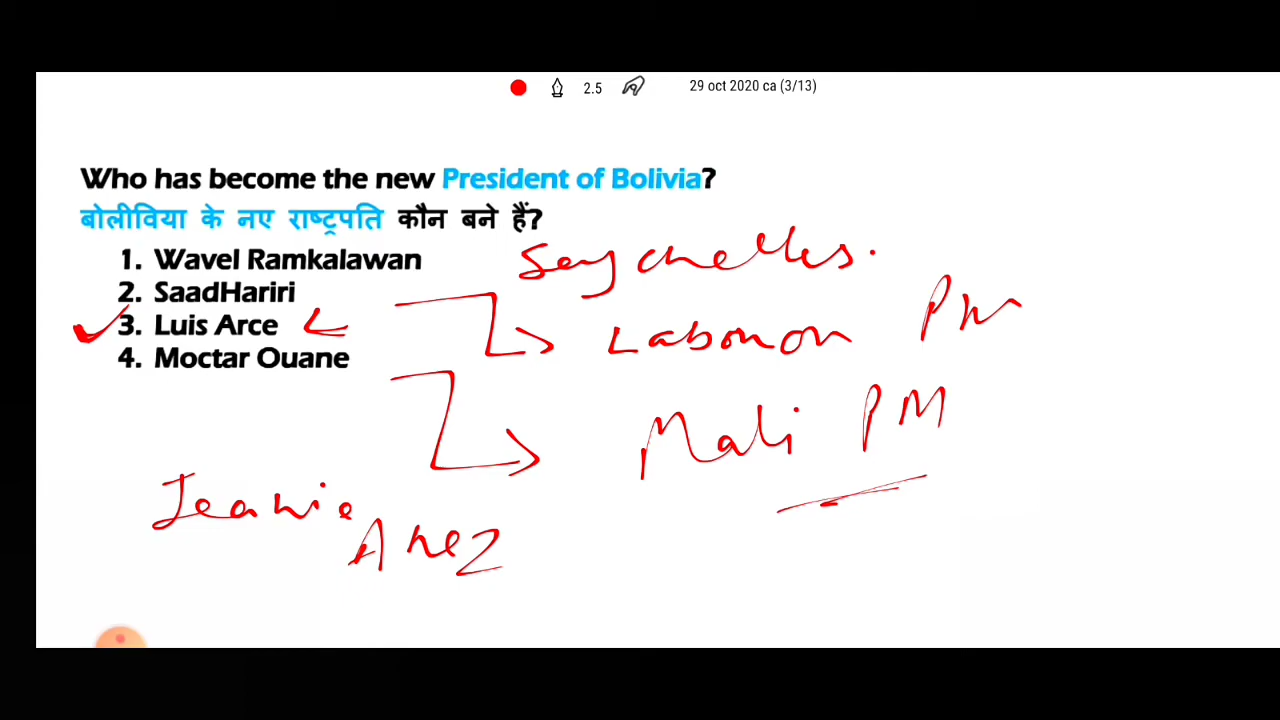 2.5 29 oct 2020 ca (3/13)
Who has become the new President of Bolivia?
बोलीविया के नए राष्ट्रपति कौन बने हैं?
1. Wavel Ramkalawan
Seychelles.
2. SaadHariri
3. Luis Arce
Labonon PM
4. Moctar Ouane
Mali PM
Jeanie
Anez